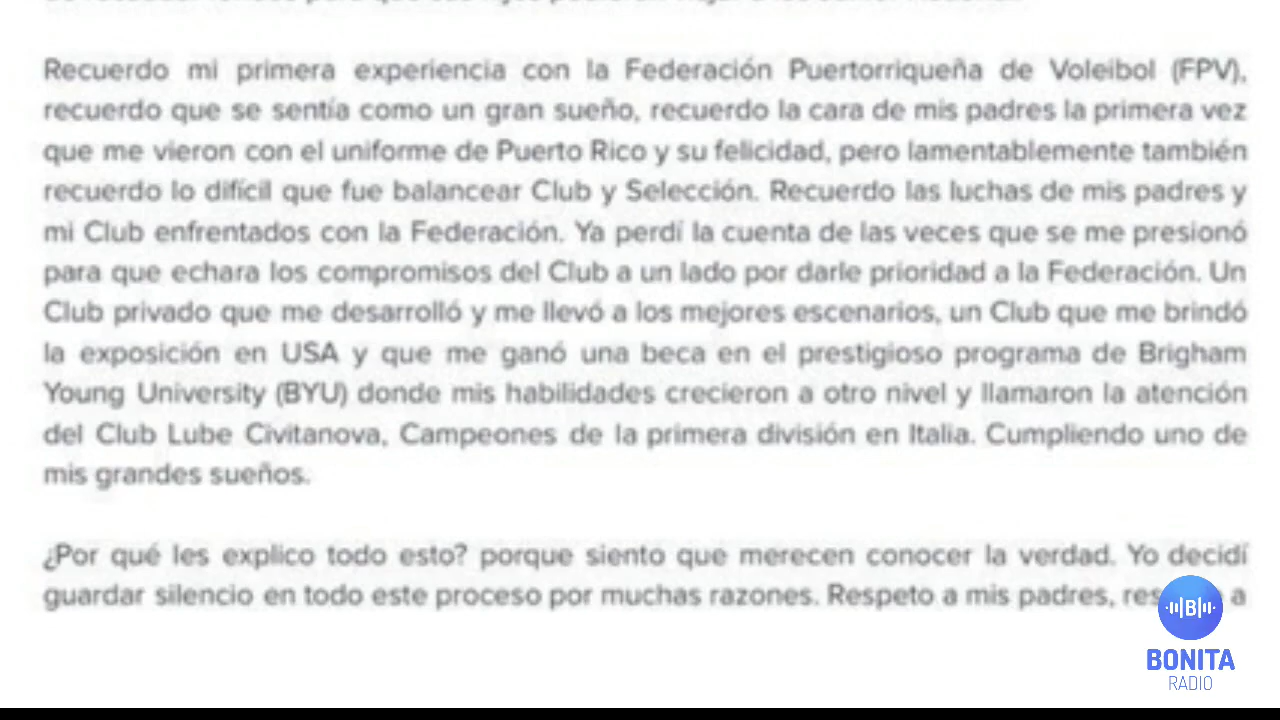 Recuerdo mi primera experiencia con la Federación Puertorriqueña de Voleibol (FPV),
recuerdo que se sentía como un gran sueño, recuerdo la cara de mis padres la primera vez
que me vieron con el uniforme de Puerto Rico y su felicidad, pero lamentablemente también
recuerdo lo difícil que fue balancear Club y Selección. Recuerdo las luchas de mis padres y
mi Club enfrentados con la Federación. Ya perdí la cuenta de las veces que se me presionó
para que echara los compromisos del Club a un lado por darle prioridad a la Federación. Un
Club privado que me desarrolló y me llevó a los mejores escenarios, un Club que me brindó
la exposición en USA y que me ganó una beca en el prestigioso programa de Brigham
Young University (BYU) donde mis habilidades crecieron a otro nivel y llamaron la atención
del Club Lube Civitanova, Campeones de la primera división en Italia. Cumpliendo uno de
mis grandes sueños.
¿Por qué les explico todo esto? porque siento que merecen conocer la verdad. Yo decidí
guardar silencio en todo este proceso por muchas razones. Respeto a mis padres, a
B
BONITA
RADIO